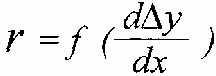 r = f (dΔy/dx)